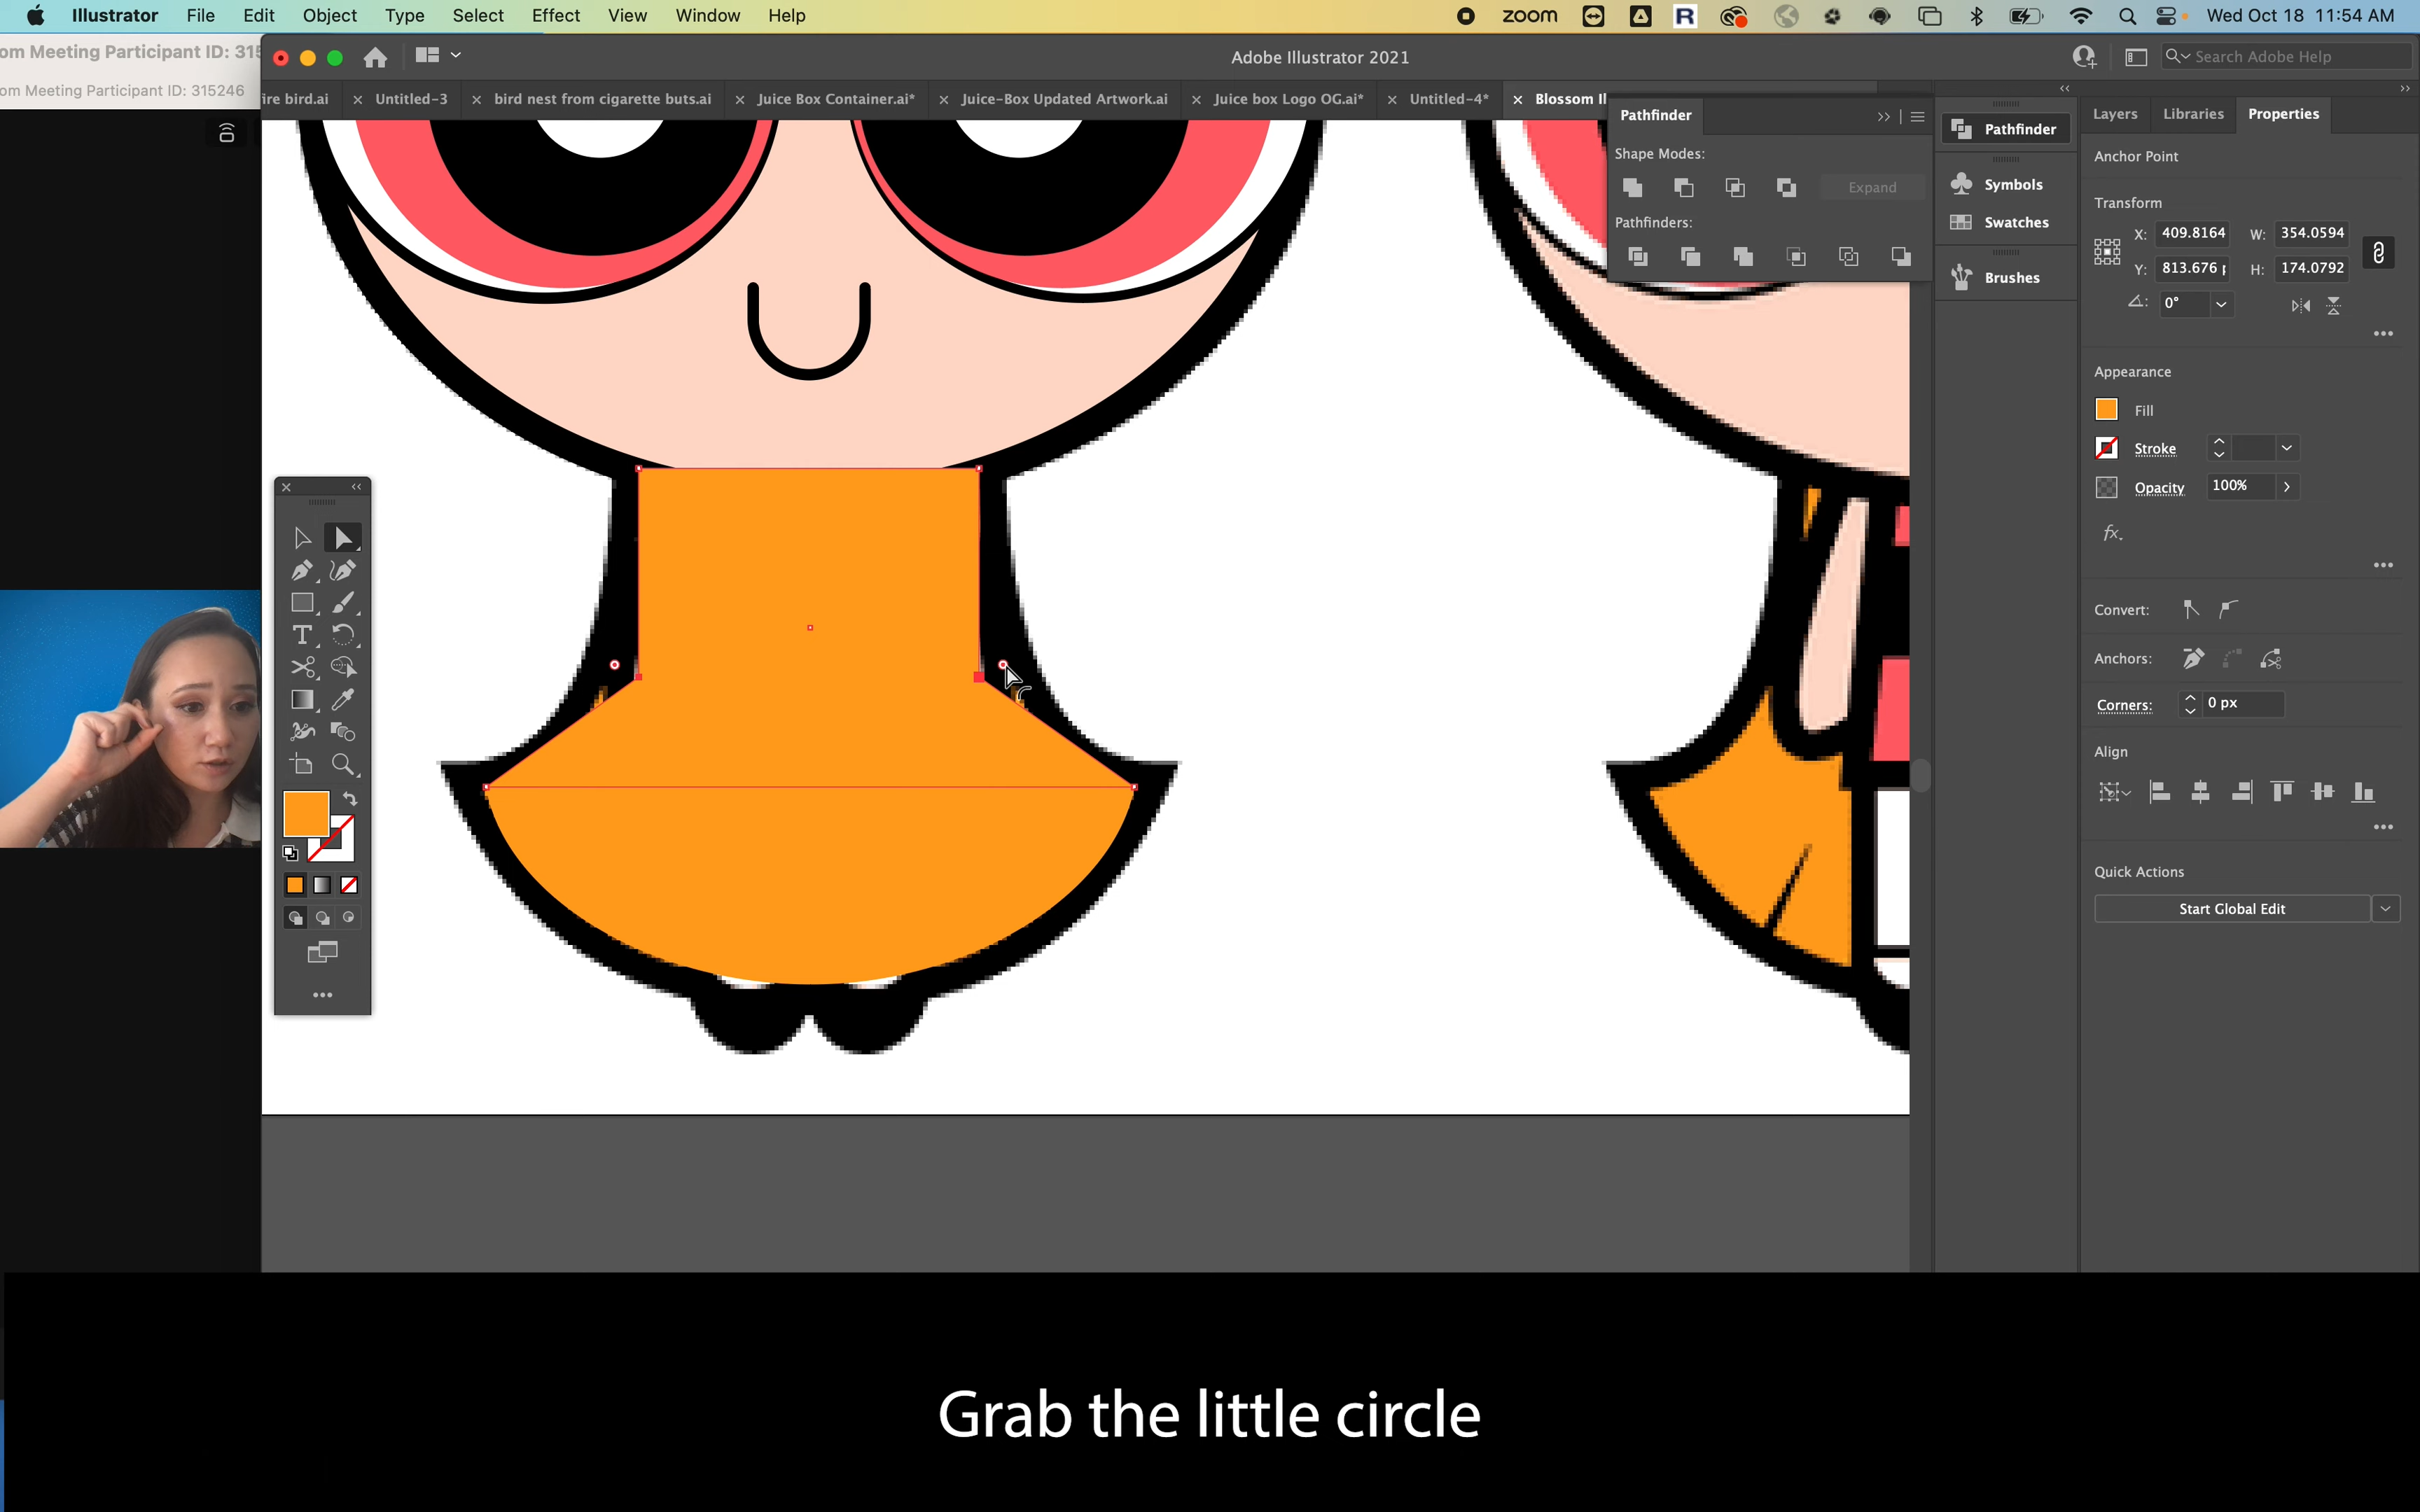 Illustrator File Edit Object Type Select Effect View Window Help
zoom
R
Wed Oct 18 11:54 AM
om Meeting Participant ID: 315
om Meeting Participant ID: 315246
Adobe Illustrator 2021
Search Adobe Help
ire bird.ai
Untitled-3
bird nest from cigarette buts.ai
Juice Box Container.ai*
Juice-Box Updated Artwork.ai
Juice box Logo OG.ai*
Untitled-4*
Blossom Il
Pathfinder
Shape Modes:
Expand
Pathfinders:
Pathfinder
Symbols
Swatches
Brushes
Layers
Libraries
Properties
Anchor Point
Transform
X: 409.8164 W: 354.0594
Y: 813.676 H: 174.0792
0°
Appearance
Fill
Stroke
Opacity 100%
fx
Convert:
Anchors:
Corners: 0 px
Align
Quick Actions
Start Global Edit
T
Grab the little circle